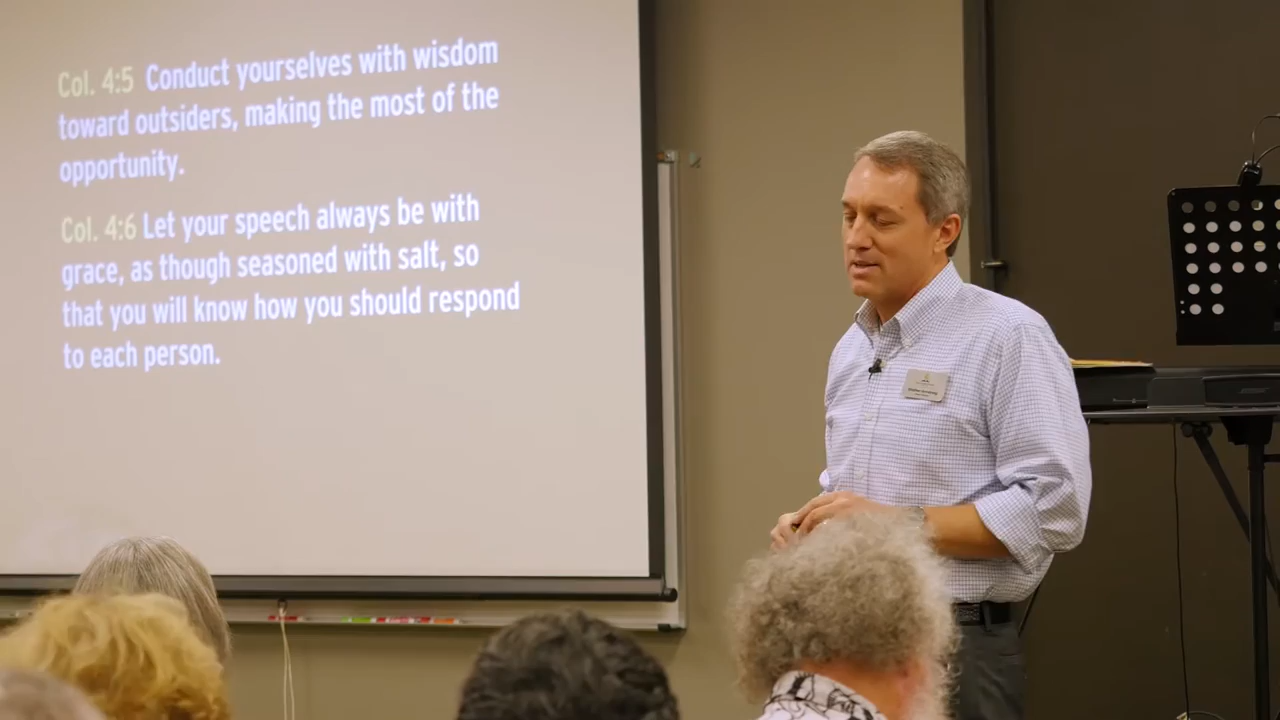 Col. 4:5 Conduct yourselves with wisdom
toward outsiders, making the most of the
opportunity.
Col. 4:6 Let your speech always be with
grace, as though seasoned with salt, so
that you will know how you should respond
to each person.